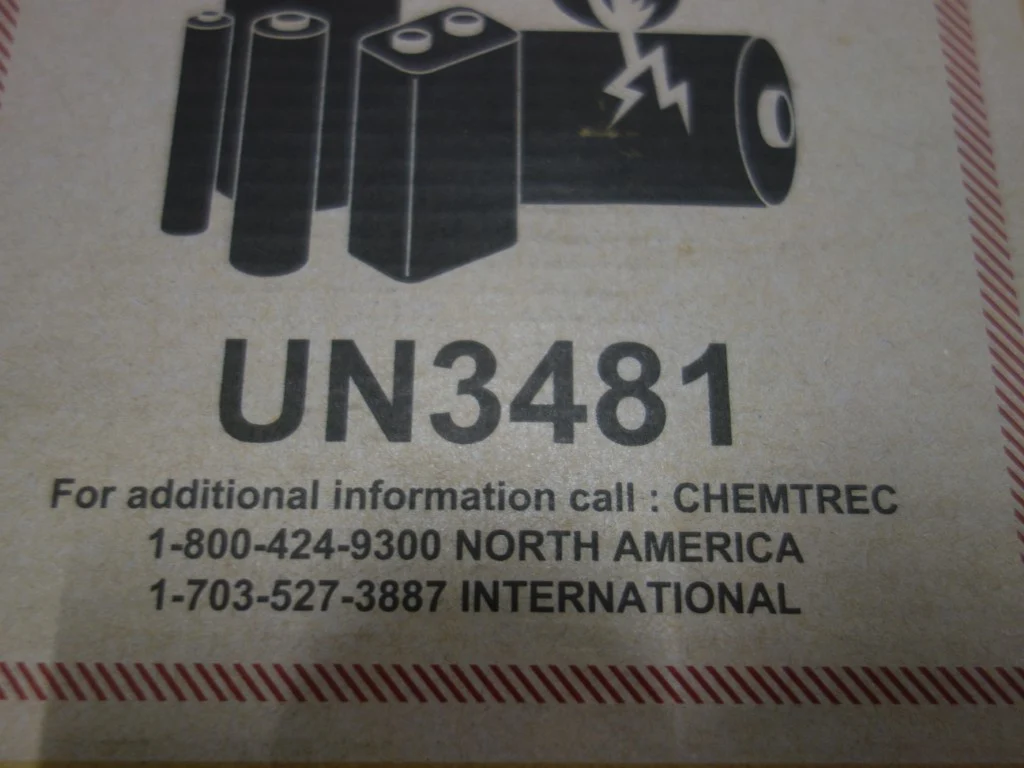 UN3481
For additional information call : CHEMTREC
1-800-424-9300 NORTH AMERICA
1-703-527-3887 INTERNATIONAL